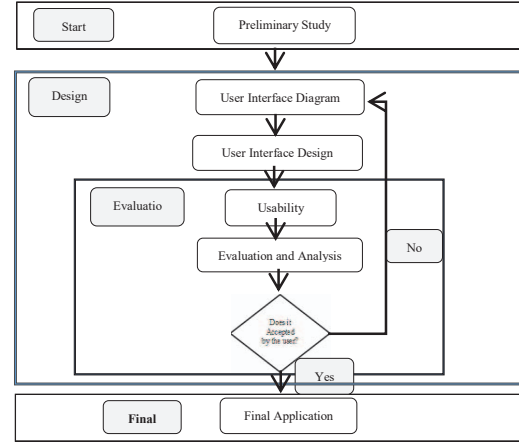 Start
Preliminary Study
Design
User Interface Diagram
User Interface Design
Evaluatio
Usability
Evaluation and Analysis
No
Does it
Accepted
by the user?
Yes
Final
Final Application